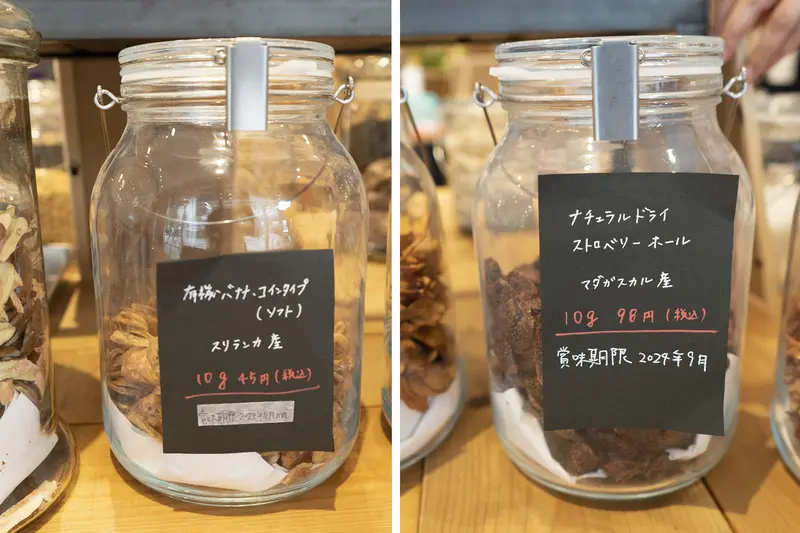 有機バナナ・コインタイプ
(ソフト)
スリランカ産
10g 45円(税込)
ナチュラルドライ
ストロベリーホール
マダガスカル産
10g 98円(税込)
賞味期限 2024年9月